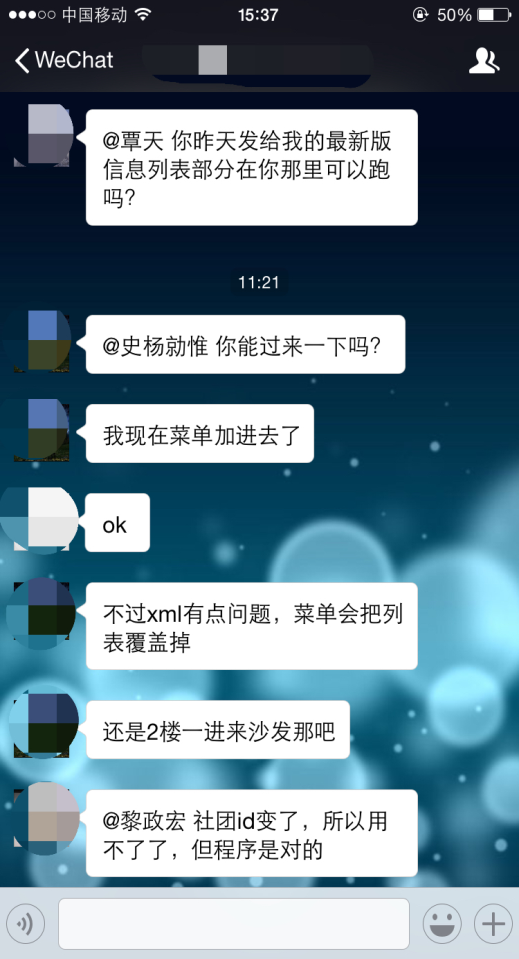 中国移动 15:37 50%
WeChat
@覃天 你昨天发给我的最新版
信息列表部分在你那里可以跑
吗?
11:21
@史杨勍惟 你能过来一下吗?
我现在菜单加进去了
ok
不过xml有点问题，菜单会把列
表覆盖掉
还是2楼一进来沙发那吧
@黎政宏 社团id变了，所以用
不了了，但程序是对的